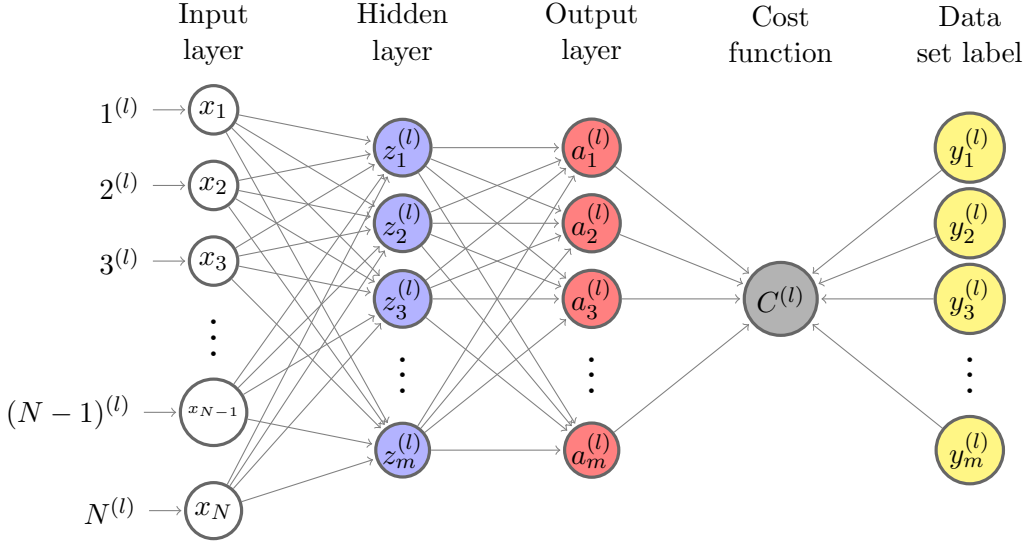 Input layer
Hidden layer
Output layer
Cost function
Data set label
1^{(l)}
x_1
2^{(l)}
x_2
3^{(l)}
x_3
⋮
(N − 1)^{(l)}
x_{N−1}
N^{(l)}
x_N
z_1^{(l)}
z_2^{(l)}
z_3^{(l)}
⋮
z_m^{(l)}
a_1^{(l)}
a_2^{(l)}
a_3^{(l)}
⋮
a_m^{(l)}
C^{(l)}
y_1^{(l)}
y_2^{(l)}
y_3^{(l)}
⋮
y_m^{(l)}